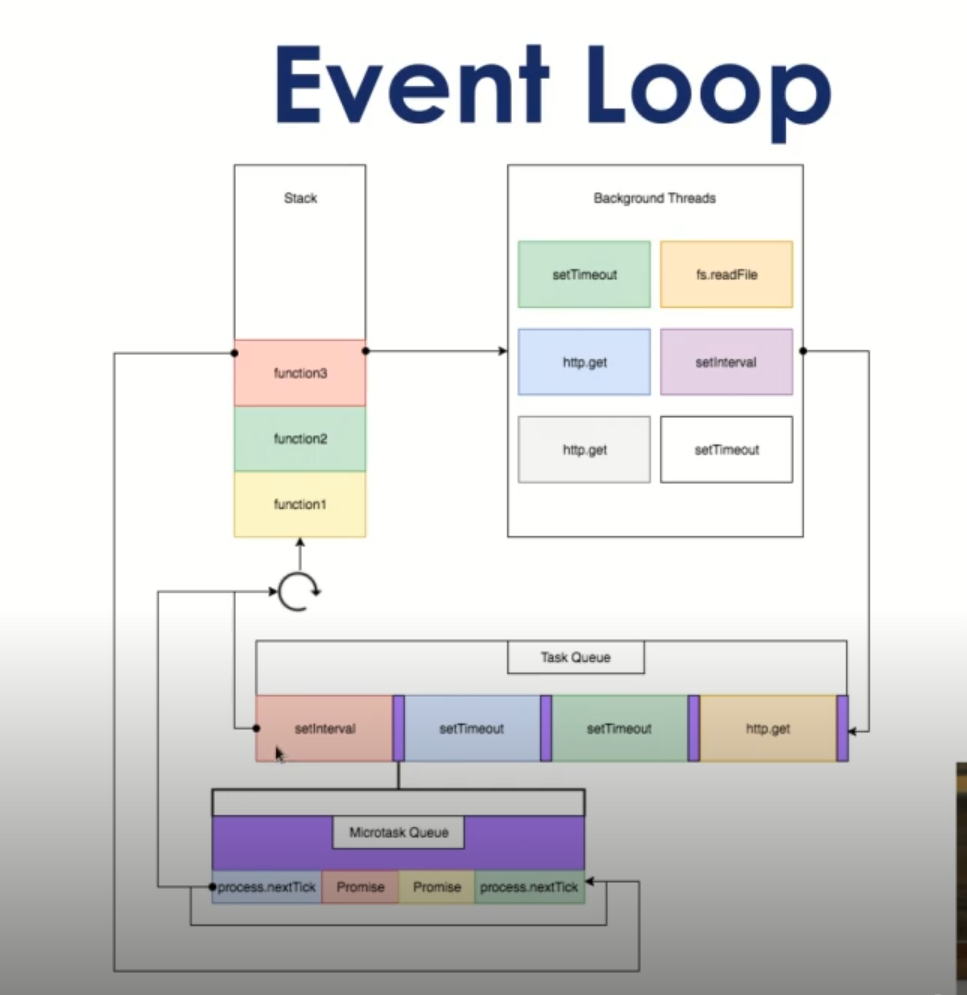 Event Loop
Stack
Background Threads
setTimeout
fs.readFile
http.get
setInterval
http.get
setTimeout
function3
function2
function1
Task Queue
setInterval
setTimeout
setTimeout
http.get
Microtask Queue
process.nextTick
Promise
Promise
process.nextTick